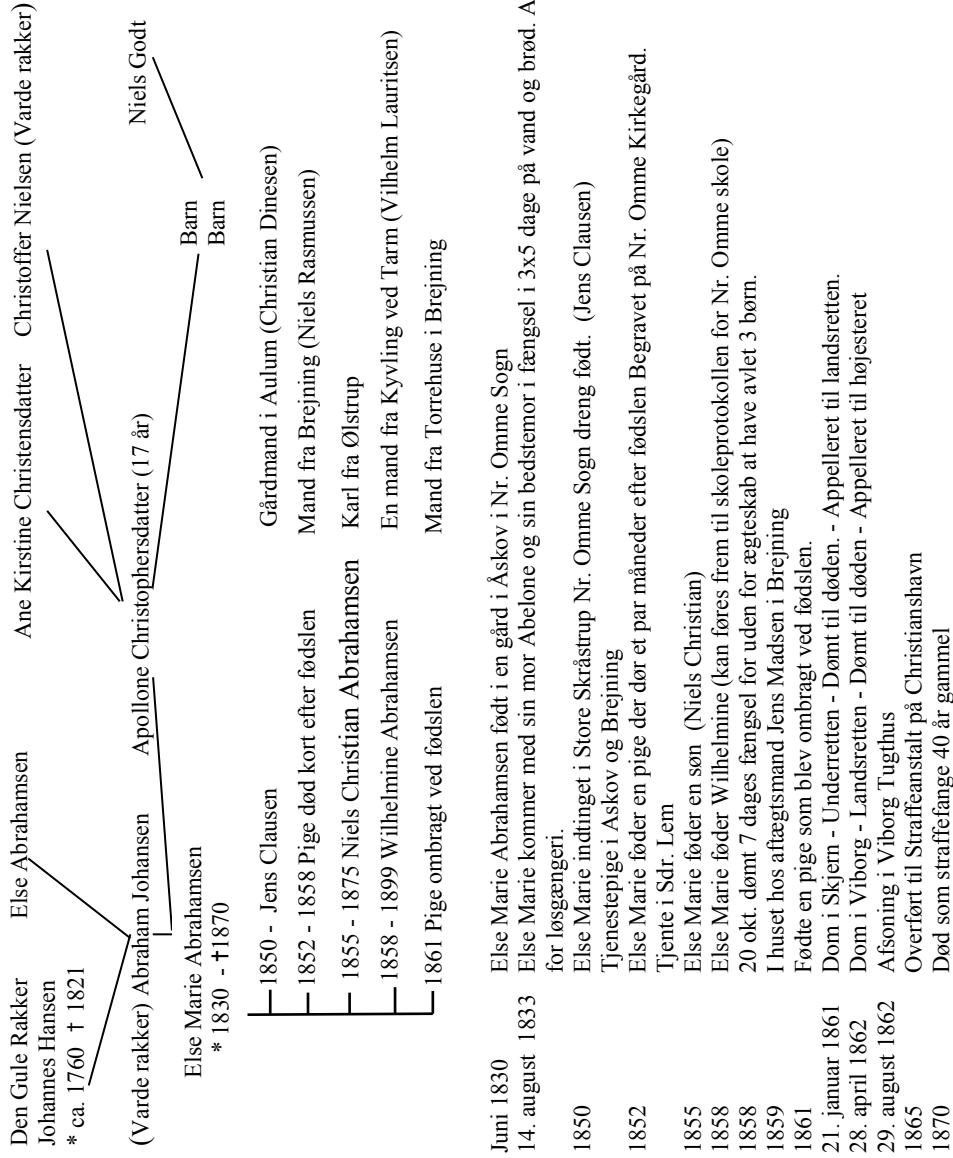 Den Gule Rakker
Johannes Hansen
* ca. 1760 † 1821
Else Abrahamsen
Ane Kirstine Christensdatter
Christoffer Nielsen (Varde rakker)
(Varde rakker) Abraham Johansen
Apollone Christophersdatter (17 år)
Barn
Barn
Niels Godt
Else Marie Abrahamsen
* 1830 - †1870
1850 - Jens Clausen Gårdmand i Aulum (Christian Dinesen)
1852 - 1858 Pige død kort efter fødslen Mand fra Brejning (Niels Rasmussen)
1855 - 1875 Niels Christian Abrahamsen Karl fra Ølstrup
1858 - 1899 Wilhelmine Abrahamsen En mand fra Kyvling ved Tarm (Vilhelm Lauritsen)
1861 Pige ombragt ved fødslen Mand fra Torrehuse i Brejning
Juni 1830 Else Marie Abrahamsen født i en gård i Åskov i Nr. Omme Sogn
14. august 1833 Else Marie kommer med sin mor Abelone og sin bedstemor i fængsel i 3x5 dage på vand og brød. A
for løsgængeri.
1850 Else Marie indtinget i Store Skråstrup Nr. Omme Sogn dreng født. (Jens Clausen)
Tjenestepige i Askov og Brejning
1852 Else Marie føder en pige der dør et par måneder efter fødslen Begravet på Nr. Omme Kirkegård.
Tjente i Sdr. Lem
1855 Else Marie føder en søn (Niels Christian)
1858 Else Marie føder Wilhelmine (kan føres frem til skoleprotokollen for Nr. Omme skole)
1858 20 okt. dømt 7 dages fængsel for uden for ægteskab at have avlet 3 børn.
1859 I huset hos aftægtsmand Jens Madsen i Brejning
1861 Fødte en pige som blev ombragt ved fødslen.
21. januar 1861 Dom i Skjern - Underretten - Dømt til døden. - Appelleret til landsretten.
28. april 1862 Dom i Viborg - Landsretten - Dømt til døden - Appelleret til højesteret
29. august 1862 Afsoning i Viborg Tugthus
1865 Overført til Straffeanstalt på Christianshavn
1870 Død som straffefange 40 år gammel